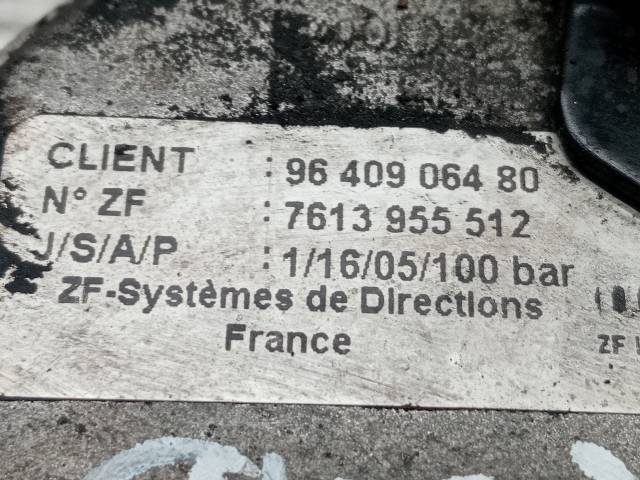 CLIENT : 96 409 064 80
N° ZF : 7613 955 512
J/S/A/P : 1/16/05/100 bar
ZF-Systèmes de Directions
France
ZF